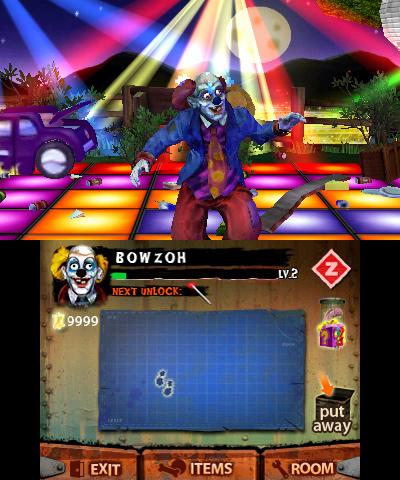 BOWZOH
LV.2
NEXT UNLOCK:
Z
9999
put
away
EXIT
ITEMS
ROOM